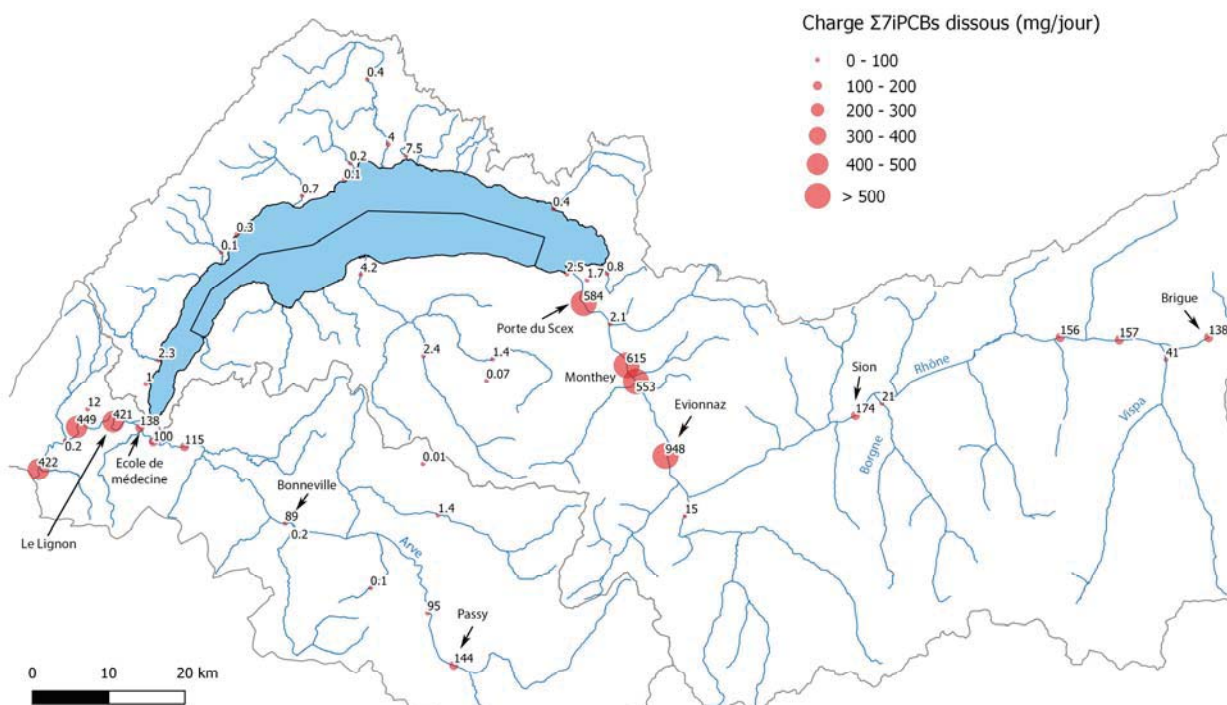 Charge Σ7iPCBs dissous (mg/jour)
0 - 100
100 - 200
200 - 300
300 - 400
400 - 500
> 500
0.4
4
7.5
0.2
0.1
0.7
0.4
0.3
0.1
4.2
2.5
1.7
0.8
584
Porte du Scex
2.1
Brigue
138
156
157
41
2.3
1
2.4
1.4
0.07
615
Monthey
553
Sion
Rhône
21
174
Vispa
12
449
421
138
0.2
100
115
422
Ecole de
médecine
Evionnaz
948
Borgne
0.01
Bonneville
Le Lignon
89
0.2
1.4
15
Arve
0.1
95
Passy
144
0
10
20 km